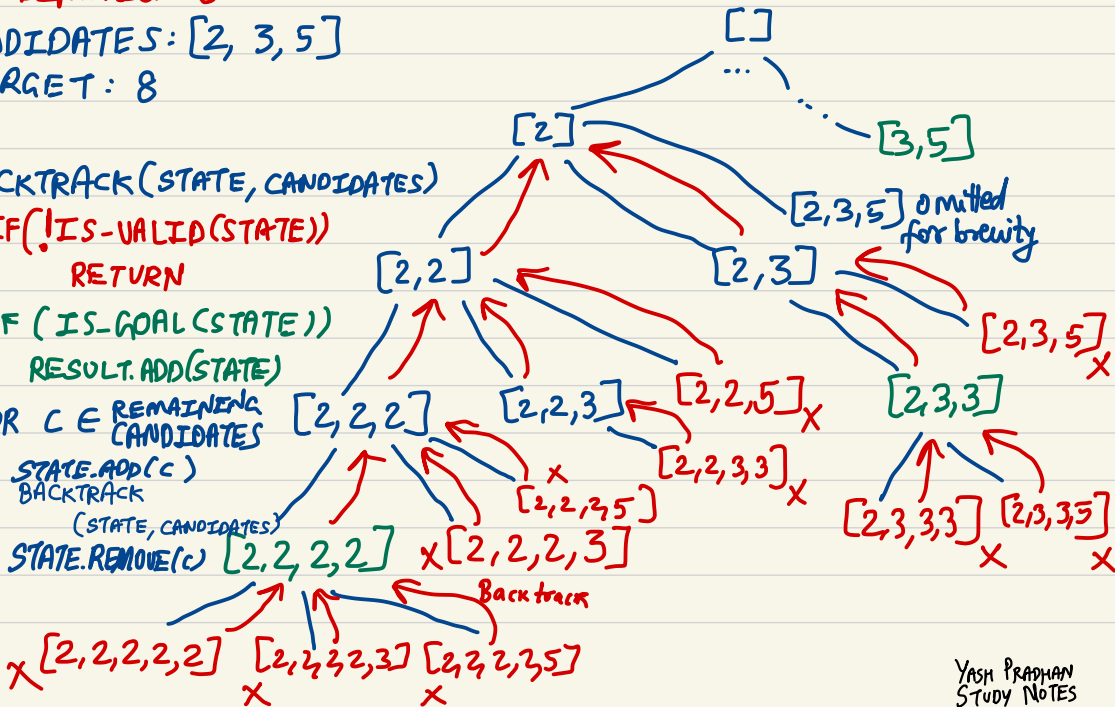 DIDATES: [2, 3, 5]
RGET: 8
CKTRACK(STATE, CANDIDATES)
IF(!IS-VALID(STATE))
RETURN
F (IS-GOAL(STATE))
RESULT.ADD(STATE)
OR C ∈ REMAINING
CANDIDATES
STATE.ADD(C)
BACKTRACK
(STATE, CANDIDATES)
STATE.REMOVE(C)
[]
...
[2]
[3,5]
[2,3,5] omitted
for brevity
[2,2]
[2,3]
[2,3,5]
x
[2,2,2]
[2,2,3]
[2,2,5] x
[2,3,3]
[2,2,3,3] x
x
[2,2,2,5]
[2,3,3,3] x
[2,3,3,5] x
[2,2,2,2]
x [2,2,2,3]
Backtrack
x [2,2,2,2,2]
[2,2,2,2,3]
x
[2,2,2,2,5]
x
YASH PRADHAN
STUDY NOTES